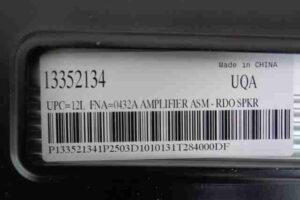 Made in CHINA
13352134 UQA
UPC=12L FNA=0432A AMPLIFIER ASM - RDO SPKR
P133521341P2503D1010131T284000DF